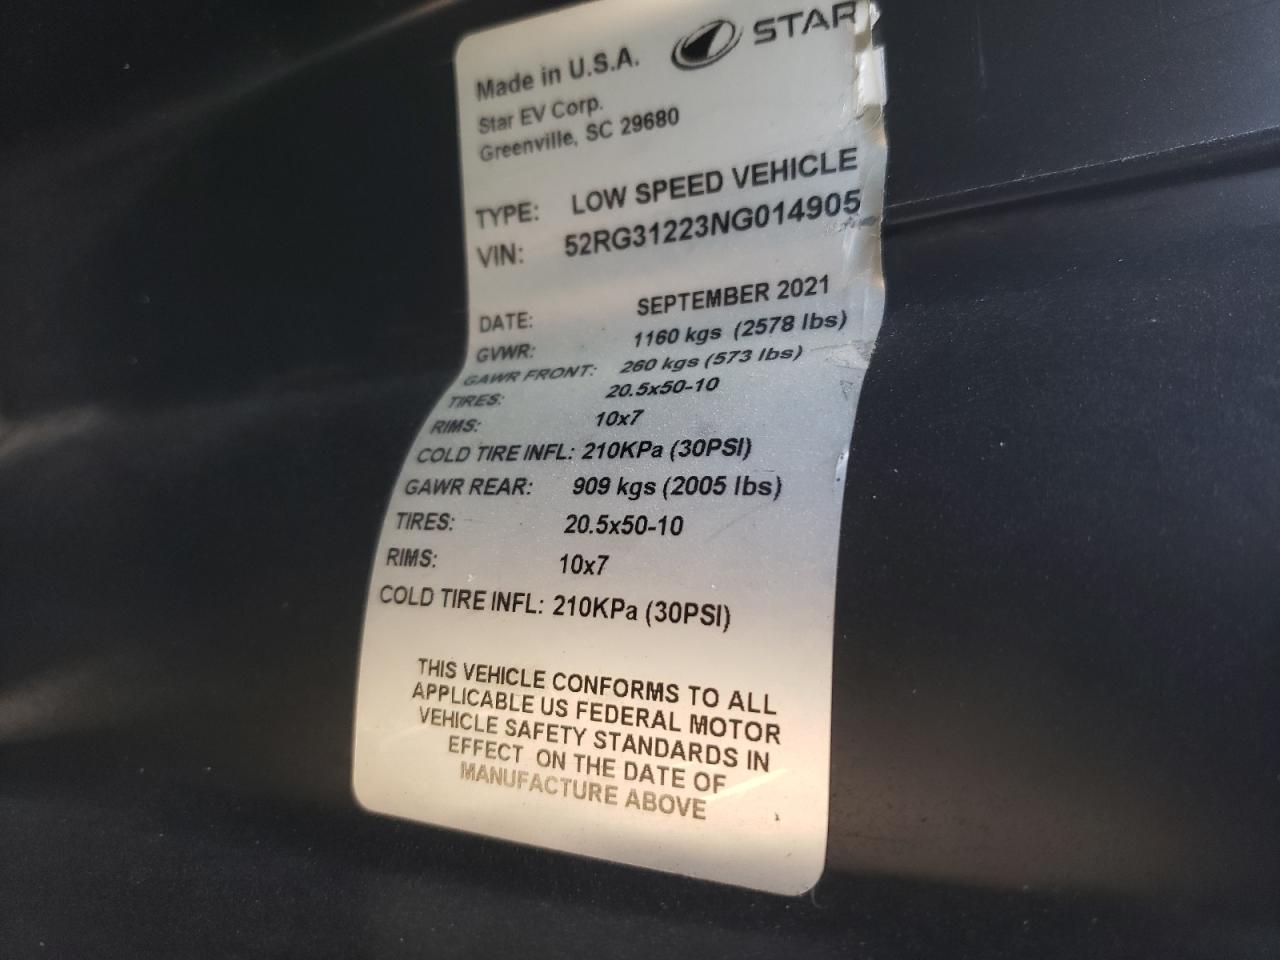 STAR
Made in U.S.A.
Star EV Corp.
Greenville, SC 29680
TYPE: LOW SPEED VEHICLE
VIN: 52RG31223NG014905
DATE: SEPTEMBER 2021
GVWR: 1160 kgs (2578 lbs)
GAWR FRONT: 260 kgs (573 lbs)
TIRES: 20.5x50-10
RIMS: 10x7
COLD TIRE INFL: 210KPa (30PSI)
GAWR REAR: 909 kgs (2005 lbs)
TIRES: 20.5x50-10
RIMS: 10x7
COLD TIRE INFL: 210KPa (30PSI)
THIS VEHICLE CONFORMS TO ALL
APPLICABLE US FEDERAL MOTOR
VEHICLE SAFETY STANDARDS IN
EFFECT ON THE DATE OF
MANUFACTURE ABOVE